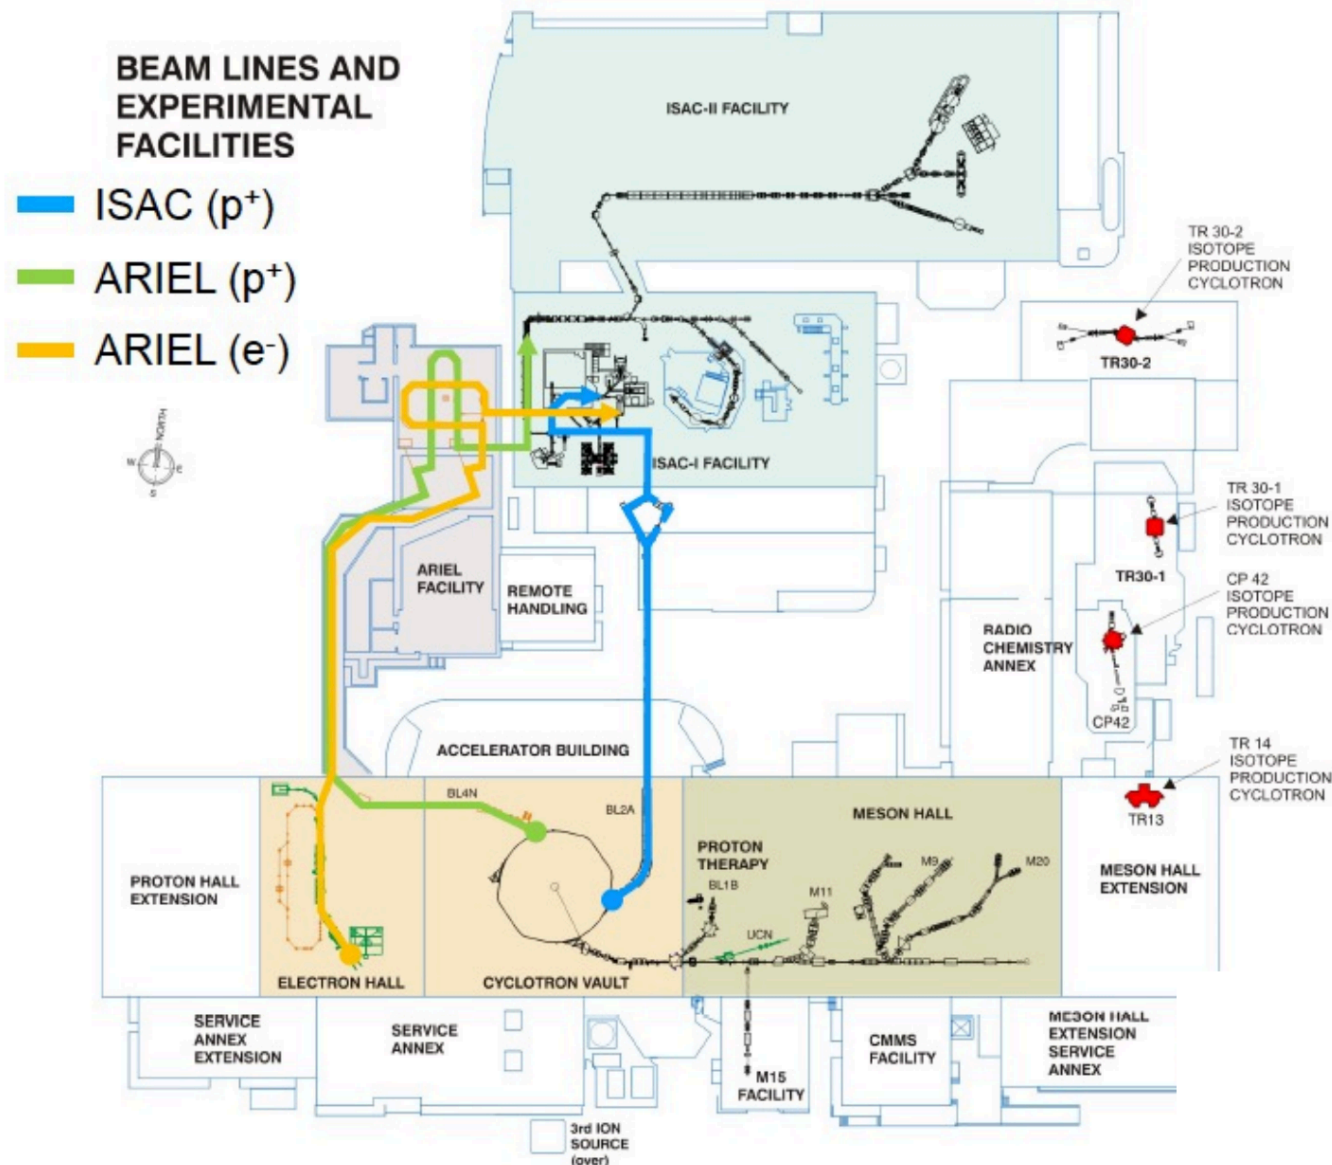 BEAM LINES AND
EXPERIMENTAL
FACILITIES
ISAC (p⁺)
ARIEL (p⁺)
ARIEL (e⁻)
NORTH
W
E
S
ISAC-II FACILITY
TR 30-2
ISOTOPE
PRODUCTION
CYCLOTRON
TR30-2
ISAC-I FACILITY
TR 30-1
ISOTOPE
PRODUCTION
CYCLOTRON
TR30-1
ARIEL
FACILITY
REMOTE
HANDLING
CP 42
ISOTOPE
PRODUCTION
CYCLOTRON
RADIO
CHEMISTRY
ANNEX
CP42
ACCELERATOR BUILDING
TR 14
ISOTOPE
PRODUCTION
CYCLOTRON
TR13
BL4N
BL2A
MESON HALL
PROTON
THERAPY
BL1B
M9
M20
M11
UCN
PROTON HALL
EXTENSION
MESON HALL
EXTENSION
ELECTRON HALL
CYCLOTRON VAULT
SERVICE
ANNEX
EXTENSION
SERVICE
ANNEX
M15
FACILITY
CMMS
FACILITY
MESON HALL
EXTENSION
SERVICE
ANNEX
3rd ION
SOURCE
(over)